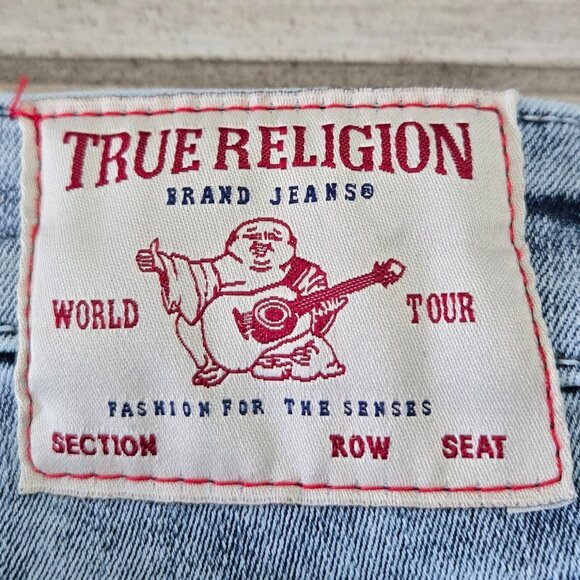 TRUE RELIGION
BRAND JEANS®
WORLD TOUR
FASHION FOR THE SENSES
SECTION ROW SEAT